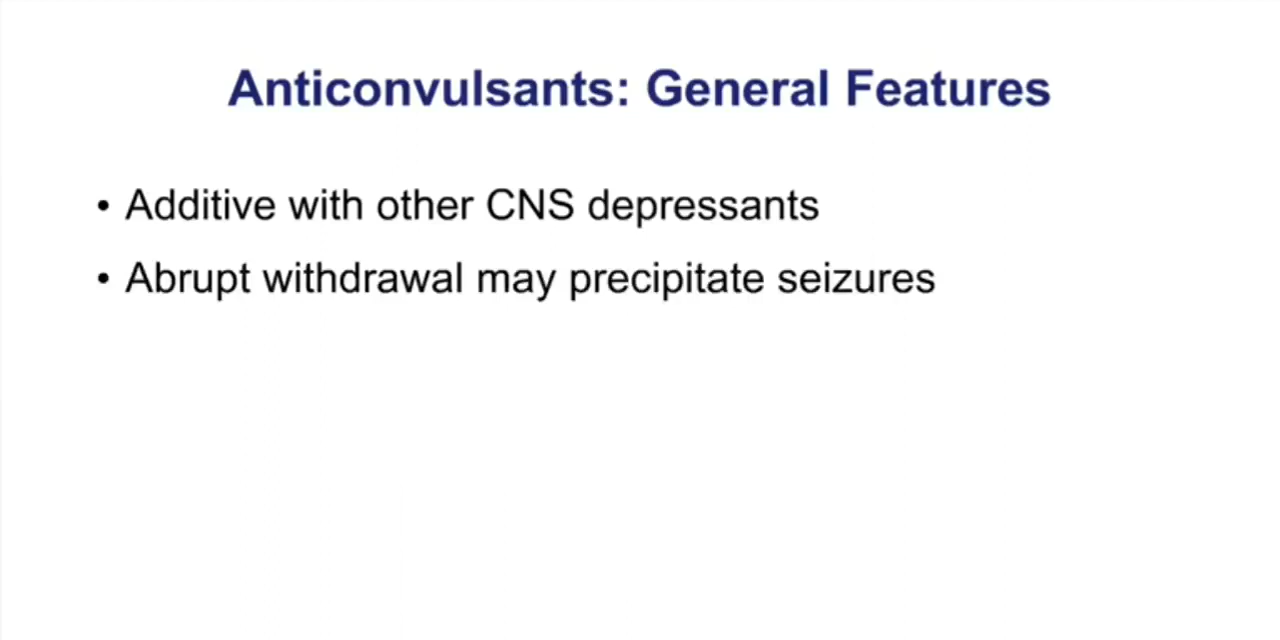 Anticonvulsants: General Features
• Additive with other CNS depressants
• Abrupt withdrawal may precipitate seizures